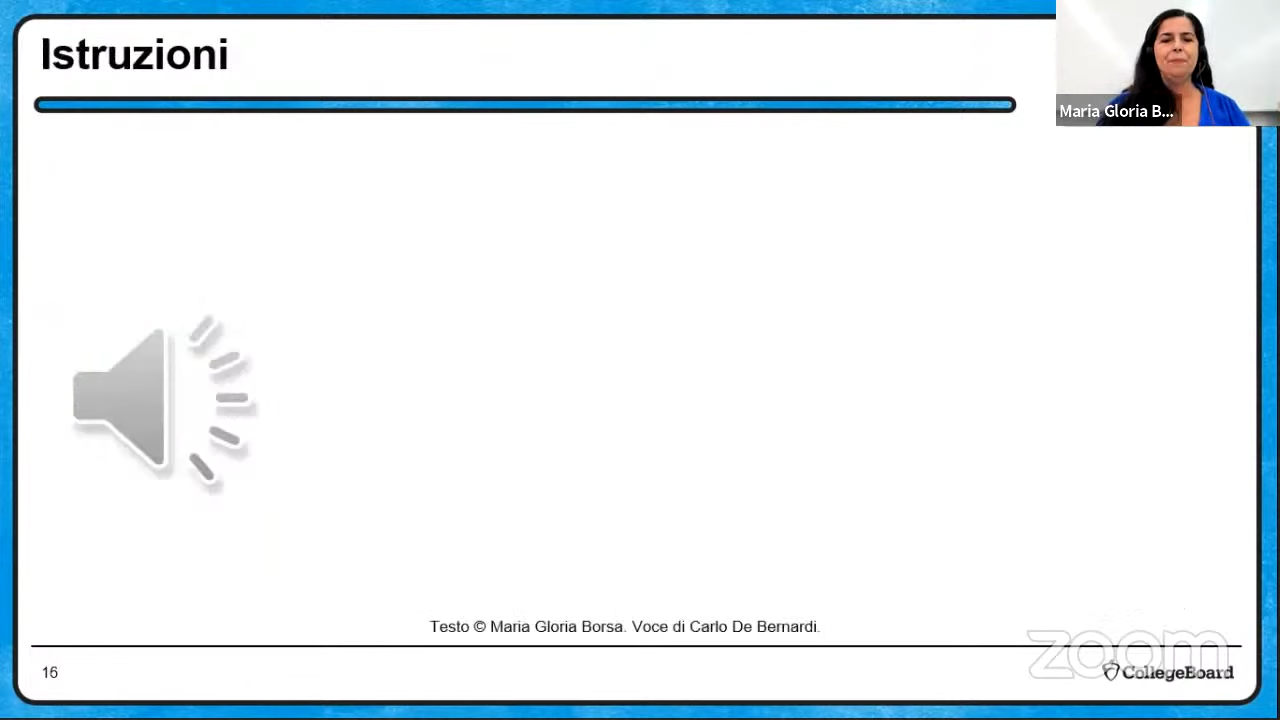 Istruzioni
Maria Gloria B...
Testo © Maria Gloria Borsa. Voce di Carlo De Bernardi.
zoom
16
CollegeBoard